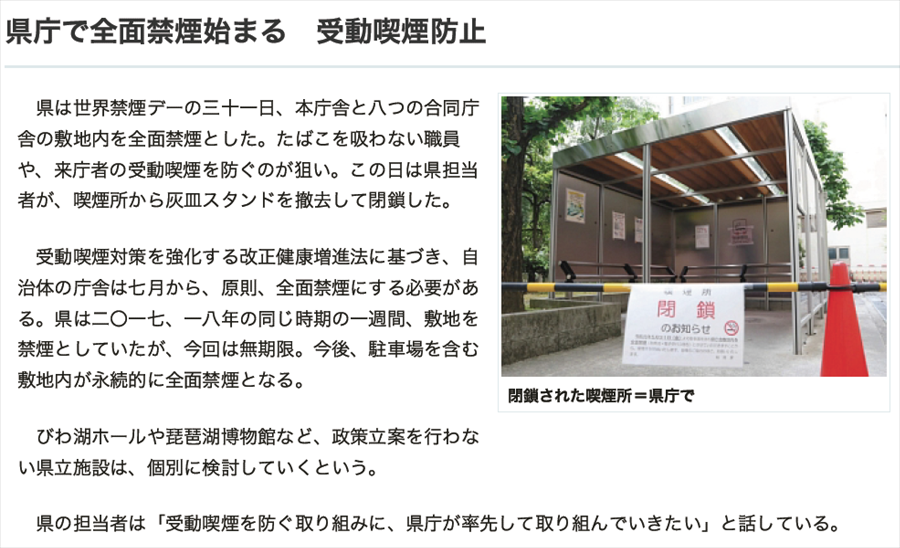 県庁で全面禁煙始まる　受動喫煙防止
　県は世界禁煙デーの三十一日、本庁舎と八つの合同庁
舎の敷地内を全面禁煙とした。たばこを吸わない職員
や、来庁者の受動喫煙を防ぐのが狙い。この日は県担当
者が、喫煙所から灰皿スタンドを撤去して閉鎖した。
　受動喫煙対策を強化する改正健康増進法に基づき、自
治体の庁舎は七月から、原則、全面禁煙にする必要があ
る。県は二〇一七、一八年の同じ時期の一週間、敷地を
禁煙としていたが、今回は無期限。今後、駐車場を含む
敷地内が永続的に全面禁煙となる。
　びわ湖ホールや琵琶湖博物館など、政策立案を行わな
い県立施設は、個別に検討していくという。
　県の担当者は「受動喫煙を防ぐ取り組みに、県庁が率先して取り組んでいきたい」と話している。
喫煙所
閉鎖
のお知らせ
閉鎖された喫煙所＝県庁で